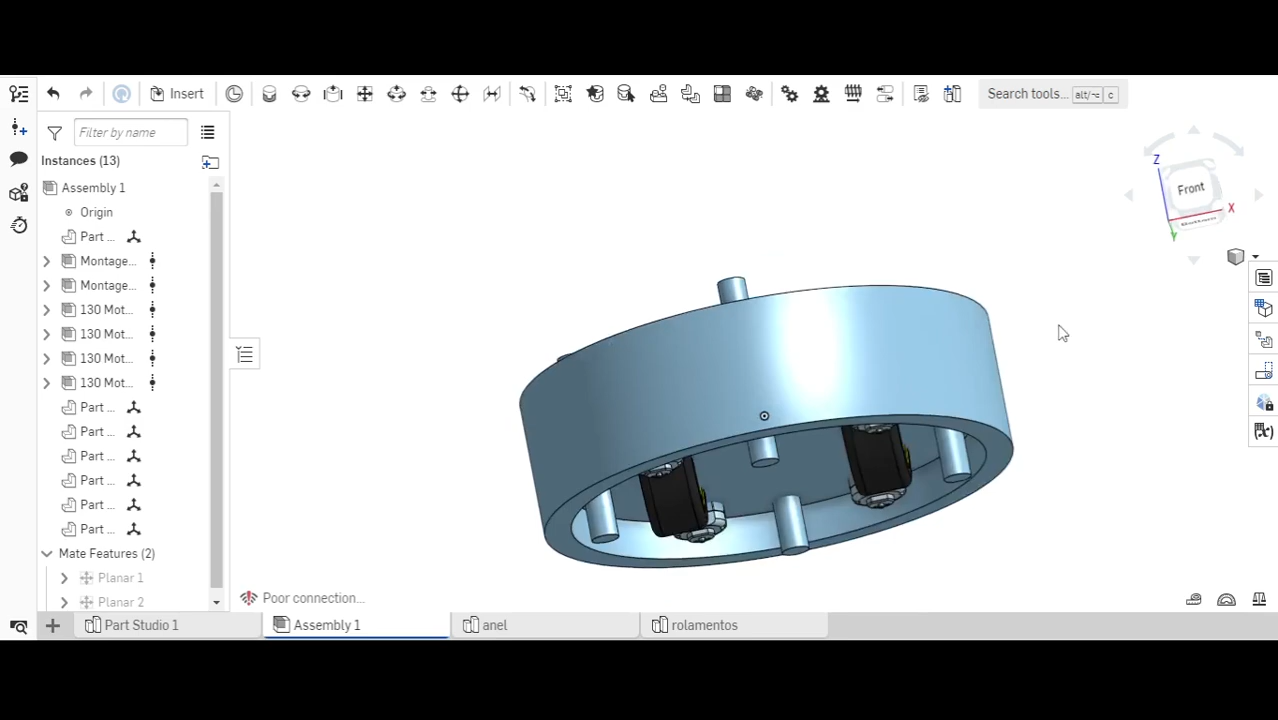 Insert
Search tools... alt/⌥ c
Filter by name
Instances (13)
Assembly 1
Origin
Part ...
Montage...
Montage...
130 Mot...
130 Mot...
130 Mot...
130 Mot...
Part ...
Part ...
Part ...
Part ...
Part ...
Part ...
Mate Features (2)
Planar 1
Planar 2
Z
Front
X
Bottom
Y
(x)
Poor connection...
Part Studio 1
Assembly 1
anel
rolamentos